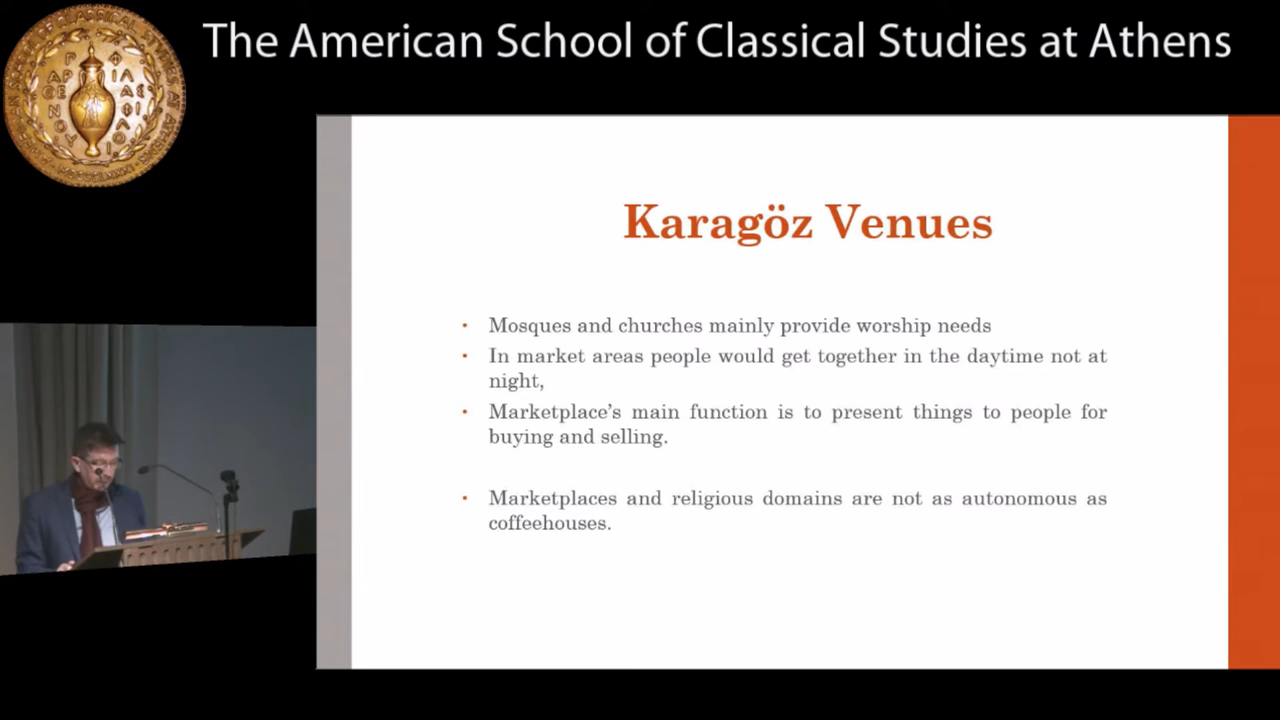 The American School of Classical Studies at Athens
Karagöz Venues
• Mosques and churches mainly provide worship needs
• In market areas people would get together in the daytime not at
night,
• Marketplace's main function is to present things to people for
buying and selling.
• Marketplaces and religious domains are not as autonomous as
coffeehouses.